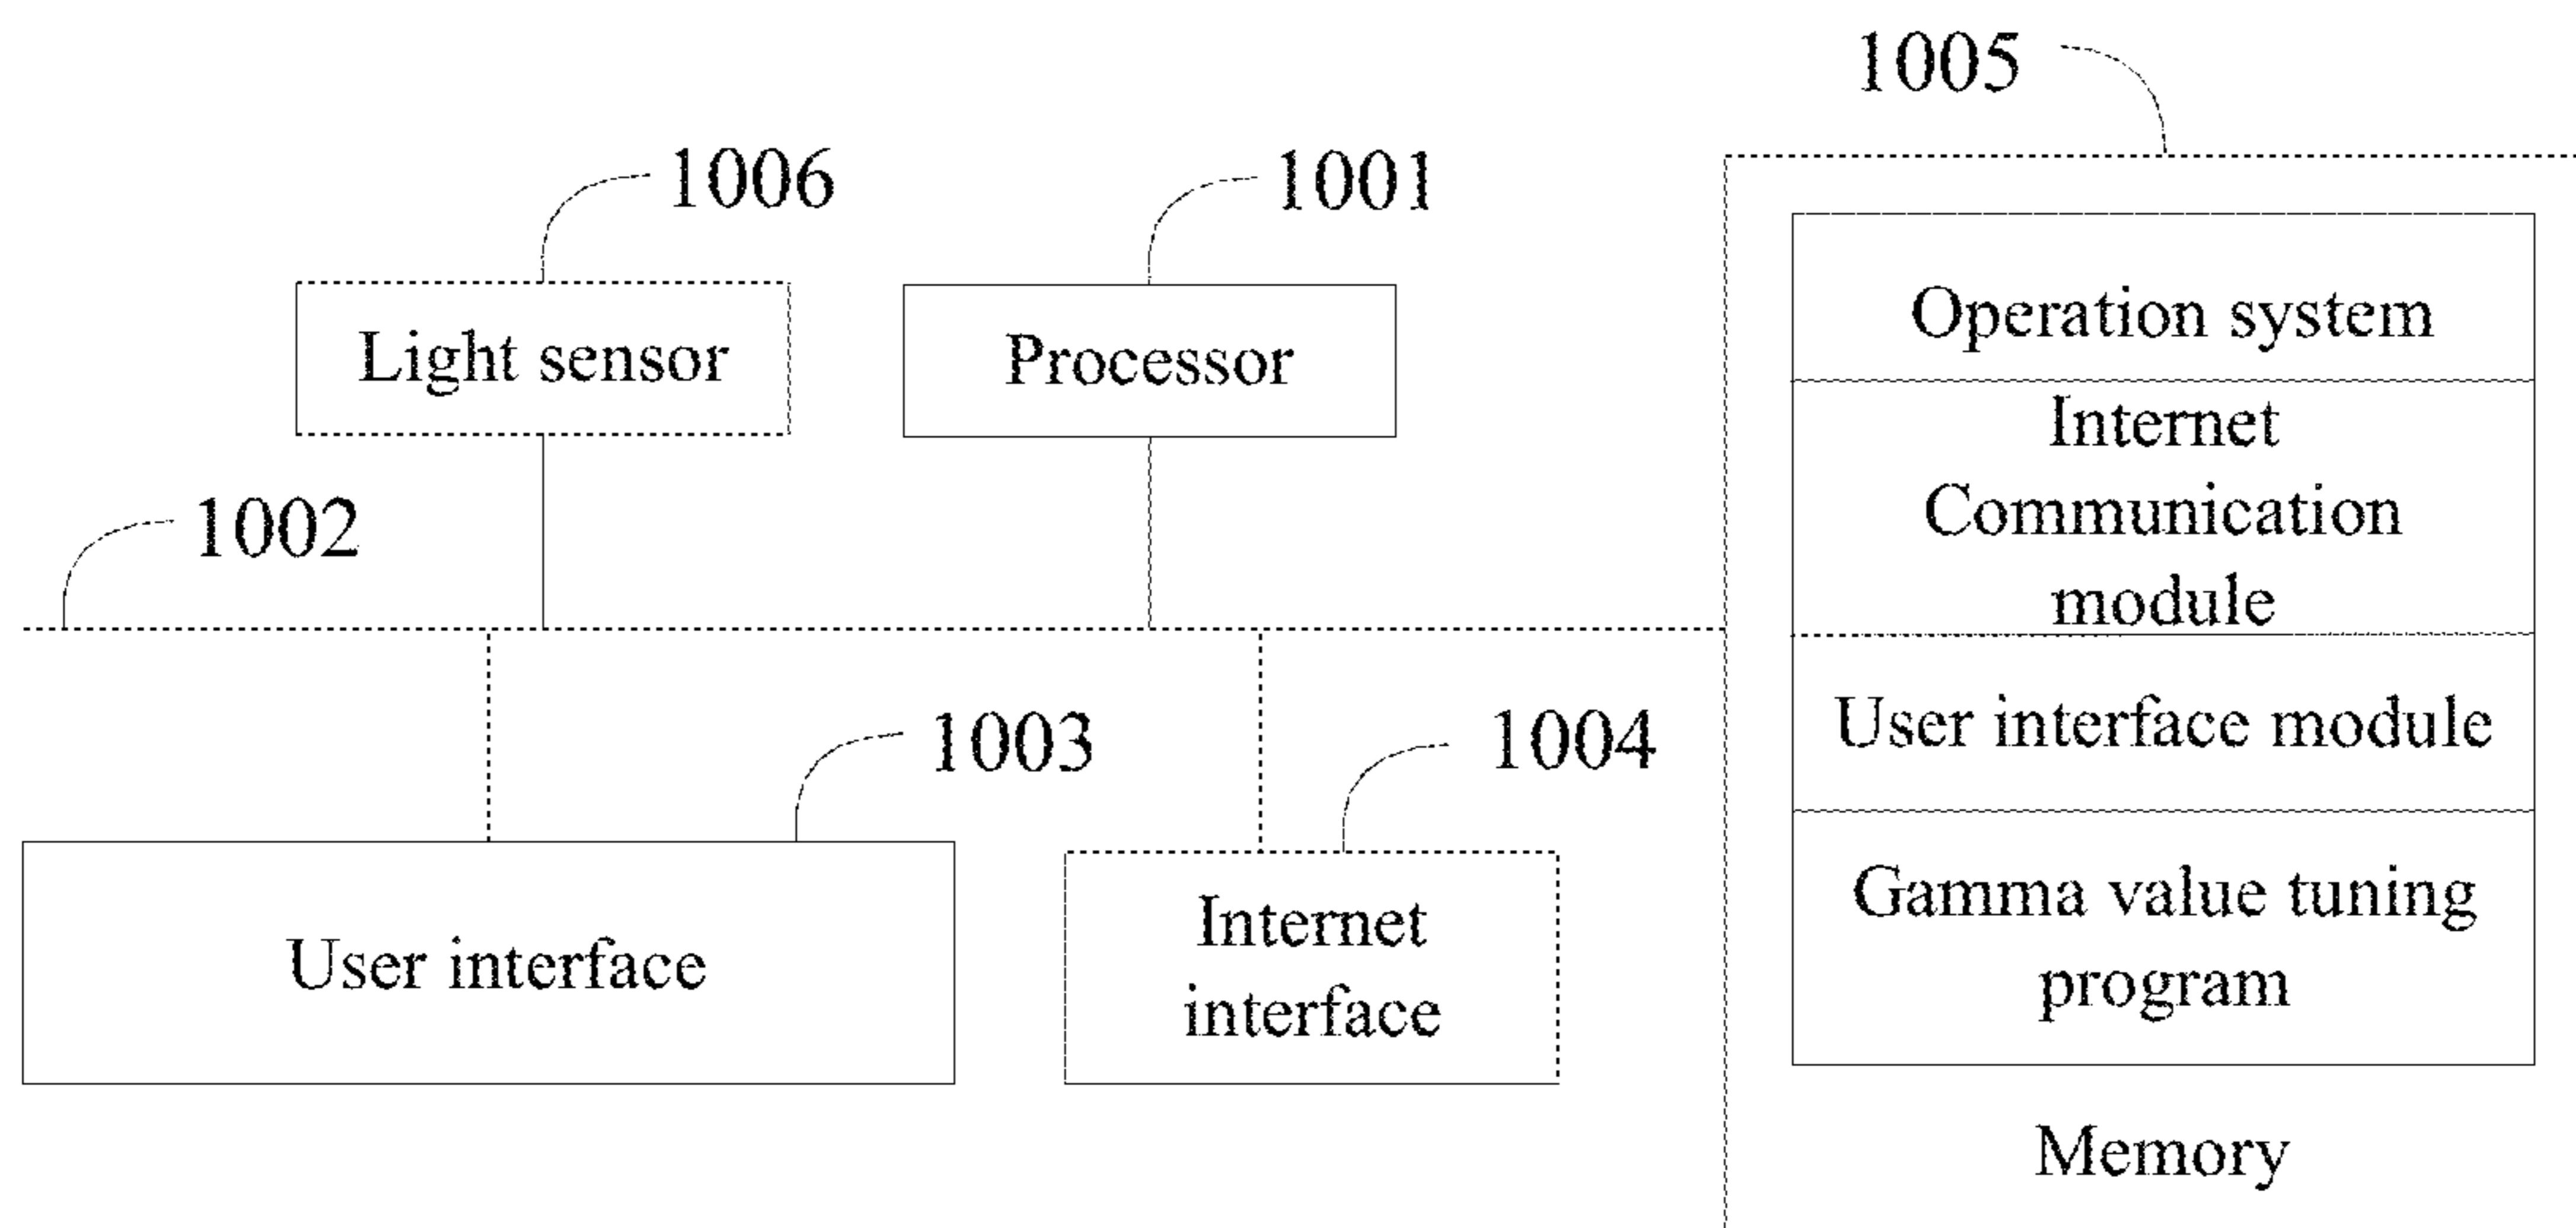 1005
1006
1001
Light sensor
Processor
Operation system
Internet
Communication
module
1002
1003
1004
User interface module
User interface
Internet
interface
Gamma value tuning
program
Memory